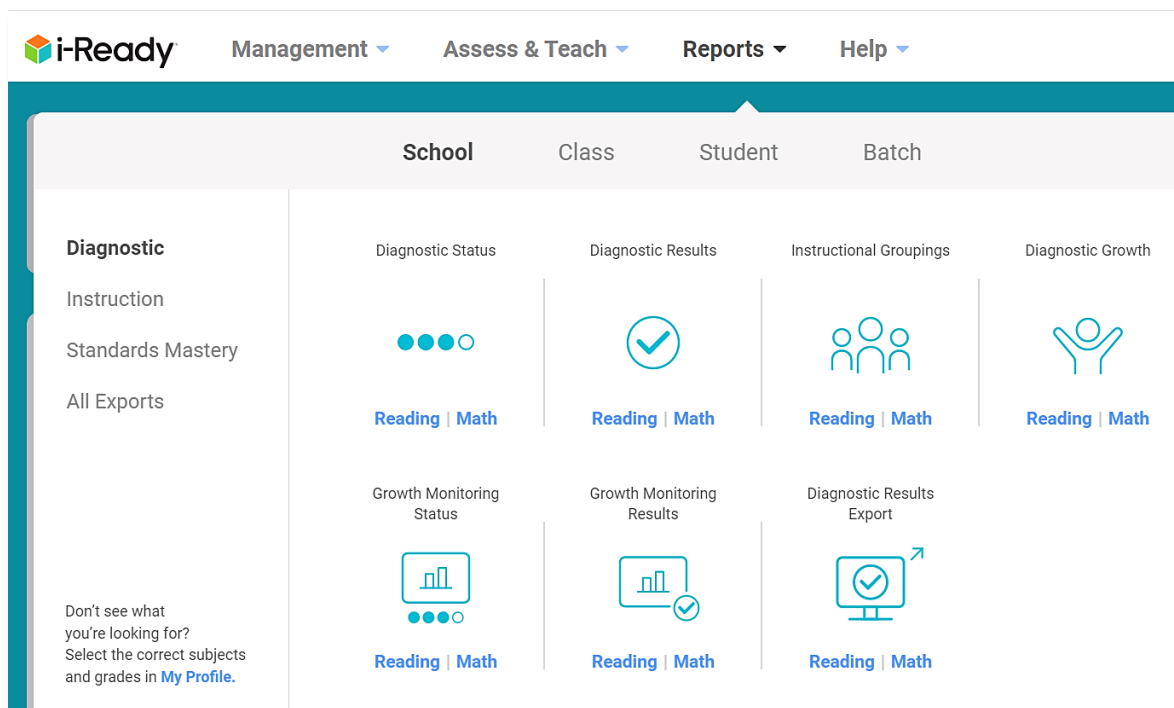 i-Ready Management Assess & Teach Reports Help
School Class Student Batch
Diagnostic
Instruction
Standards Mastery
All Exports
Don't see what
you're looking for?
Select the correct subjects
and grades in My Profile.
Diagnostic Status Diagnostic Results Instructional Groupings Diagnostic Growth
Reading | Math Reading | Math Reading | Math Reading | Math
Growth Monitoring Growth Monitoring Diagnostic Results
Status Results Export
Reading | Math Reading | Math Reading | Math